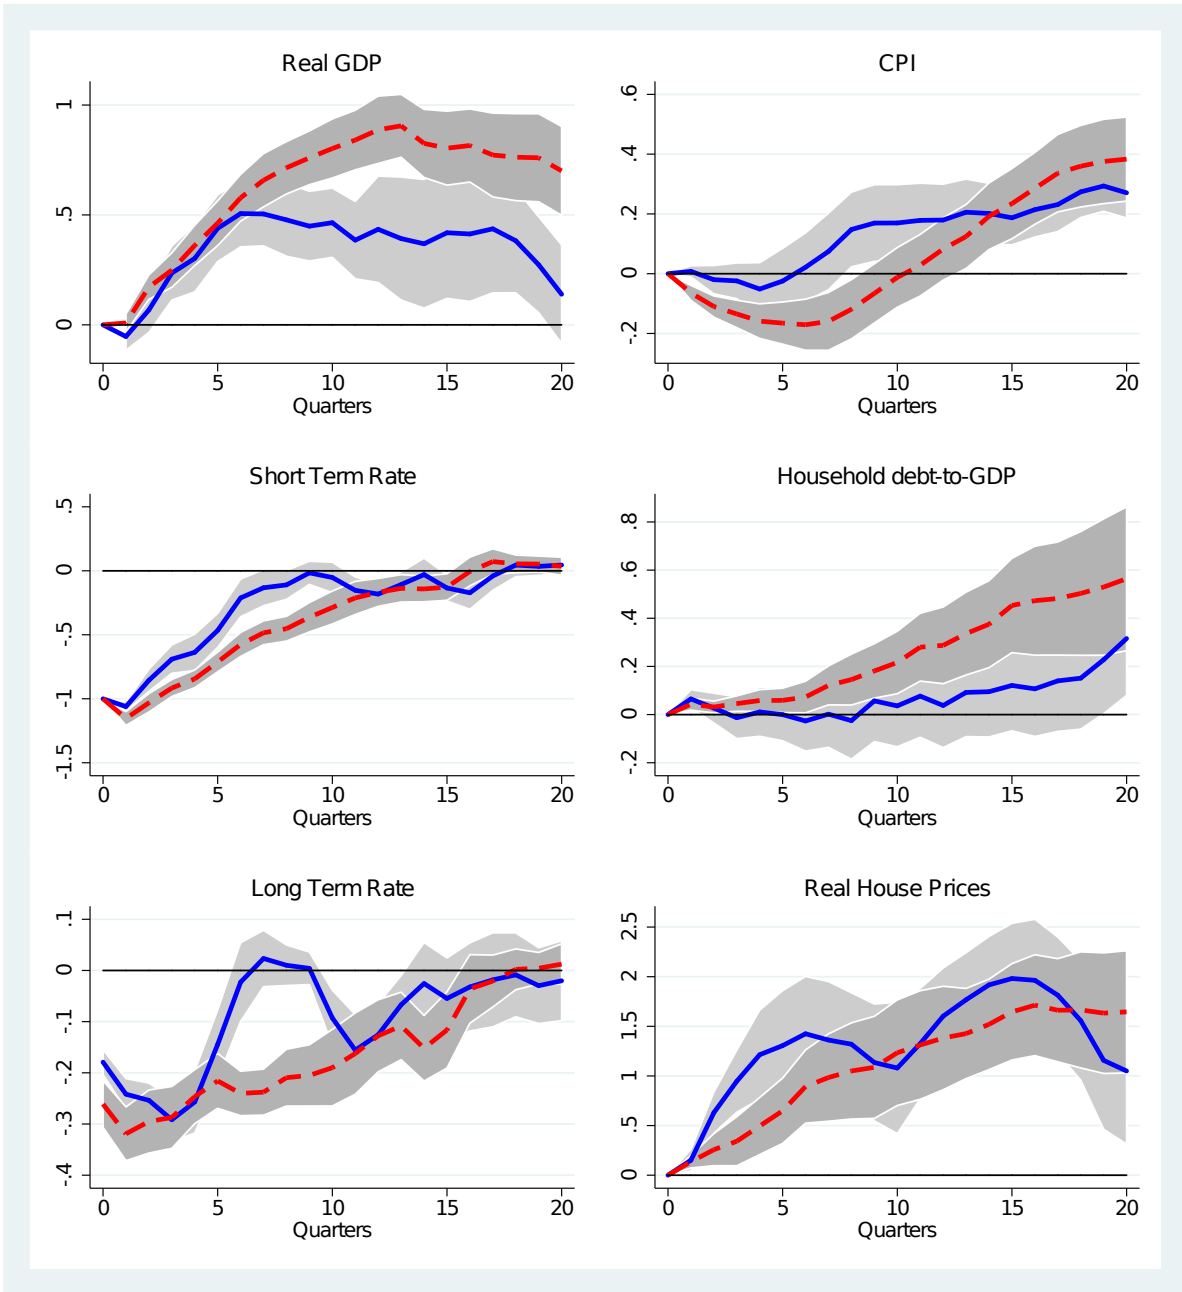 Real GDP
1
.5
0
0 5 10 15 20
Quarters
CPI
.6
.4
.2
0
-.2
0 5 10 15 20
Quarters
Short Term Rate
.5
0
-.5
-1
-1.5
0 5 10 15 20
Quarters
Household debt-to-GDP
.8
.6
.4
.2
0
-.2
0 5 10 15 20
Quarters
Long Term Rate
.1
0
-.1
-.2
-.3
-.4
0 5 10 15 20
Quarters
Real House Prices
2.5
2
1.5
1
.5
0
0 5 10 15 20
Quarters